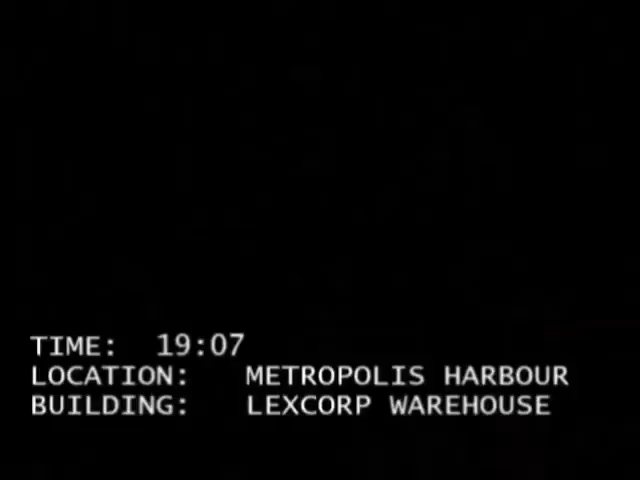 TIME: 19:07
LOCATION: METROPOLIS HARBOUR
BUILDING: LEXCORP WAREHOUSE